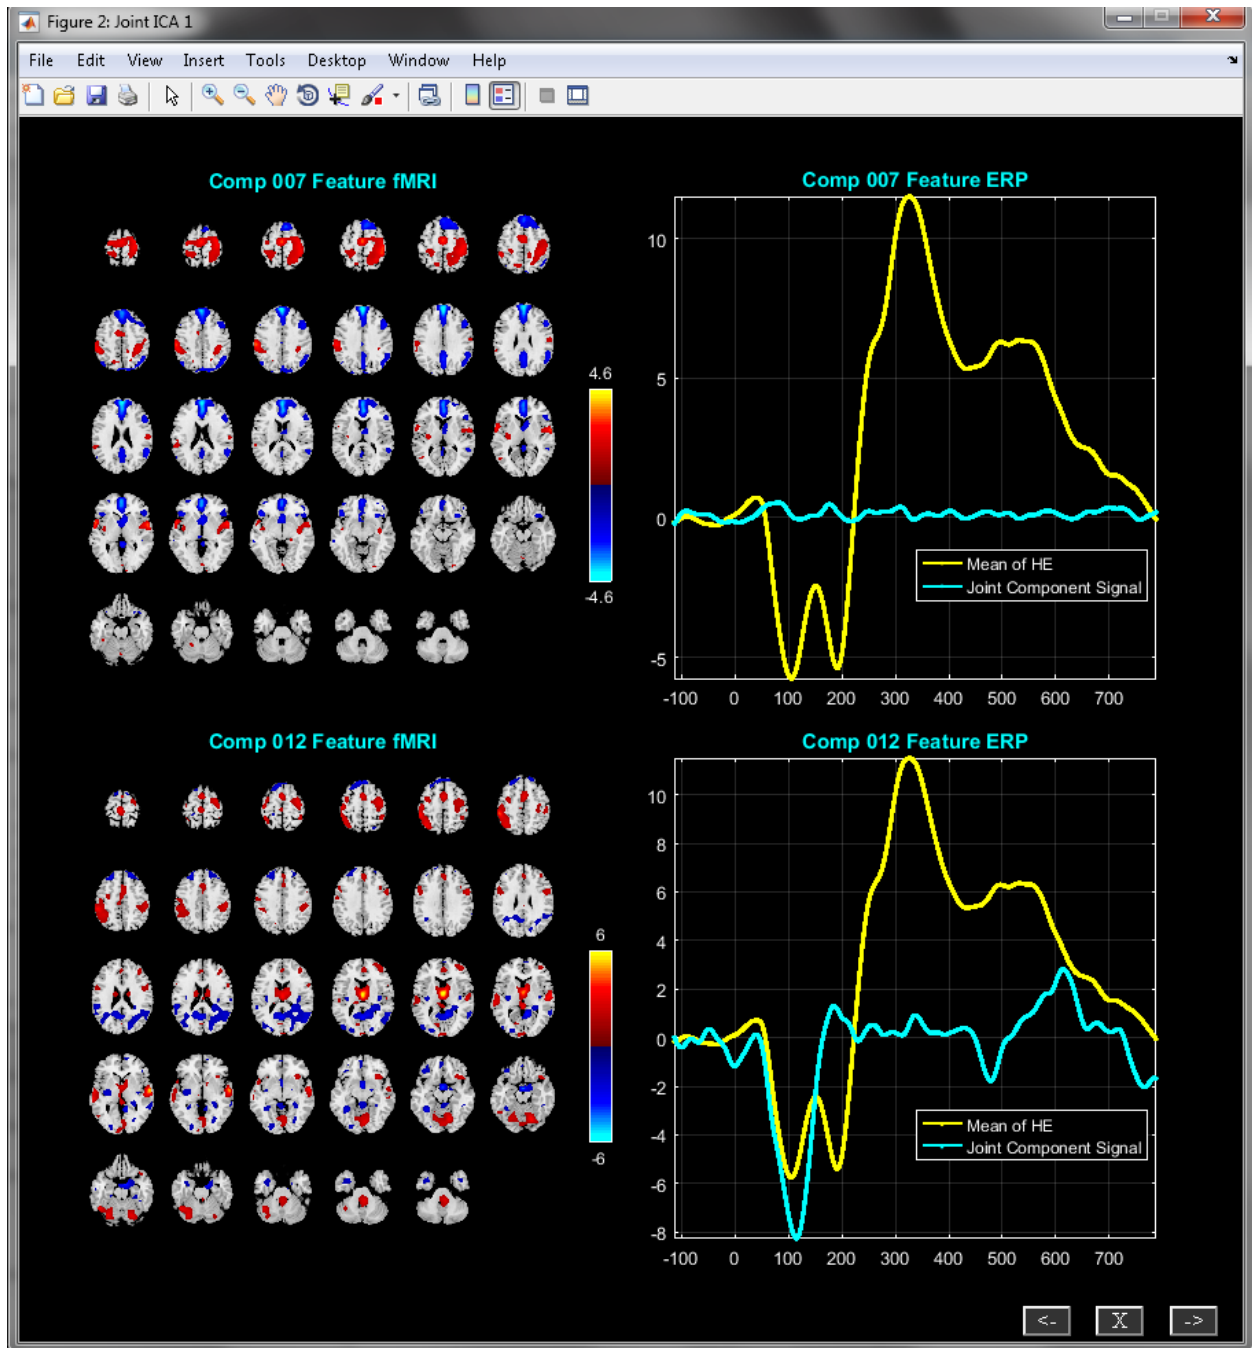 Figure 2: Joint ICA 1
File Edit View Insert Tools Desktop Window Help
Comp 007 Feature fMRI
4.6
-4.6
Comp 007 Feature ERP
10
5
0
-5
Mean of HE
Joint Component Signal
-100 0 100 200 300 400 500 600 700
Comp 012 Feature fMRI
6
-6
Comp 012 Feature ERP
10
8
6
4
2
0
-2
-4
-6
-8
Mean of HE
Joint Component Signal
-100 0 100 200 300 400 500 600 700
<- X ->